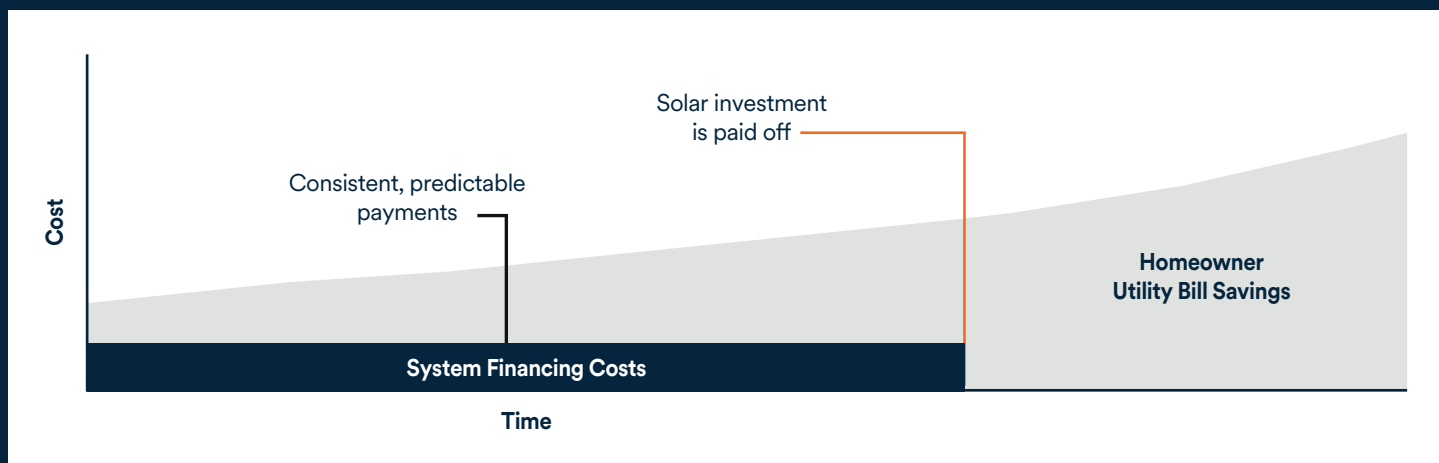 Solar investment
is paid off
Consistent, predictable
payments
Cost
Homeowner
Utility Bill Savings
System Financing Costs
Time